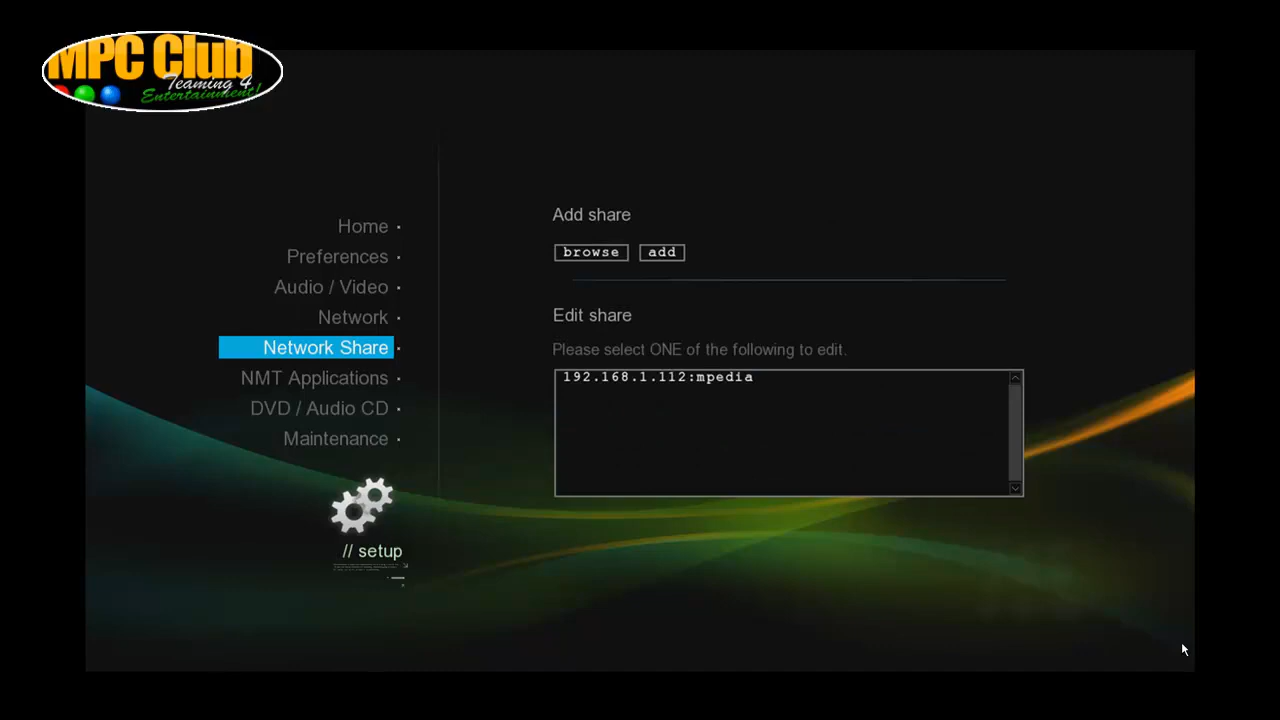 MPC Club
Teaming 4
Entertainment!
Home
Preferences
Audio / Video
Network
Network Share
NMT Applications
DVD / Audio CD
Maintenance
// setup
Add share
browse add
Edit share
Please select ONE of the following to edit.
192.168.1.112:mpedia